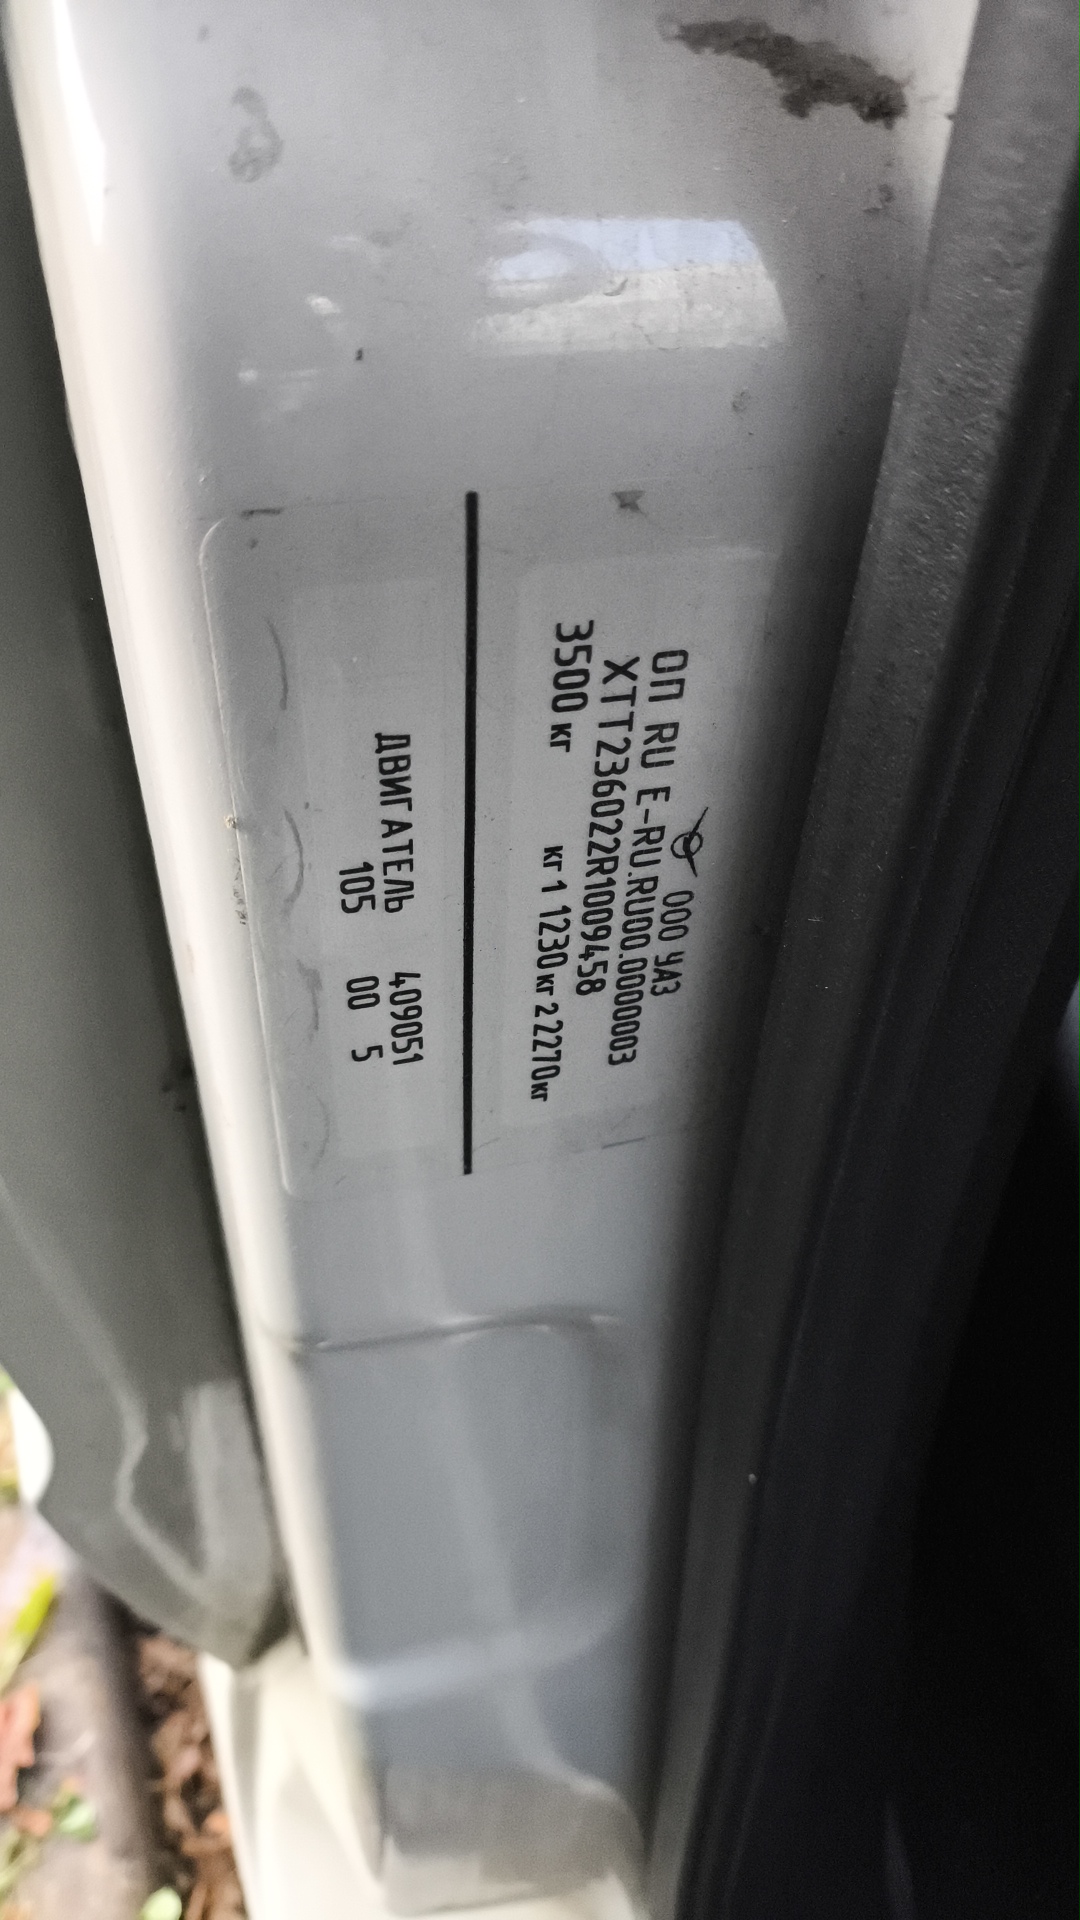 ООО УАЗ
ОП RU Е-RU.RU00.0000003
XTT236022R1009458
3500 кг
кг 1 1230 кг 2 2270 кг
ДВИГАТЕЛЬ 409051
105 00 5